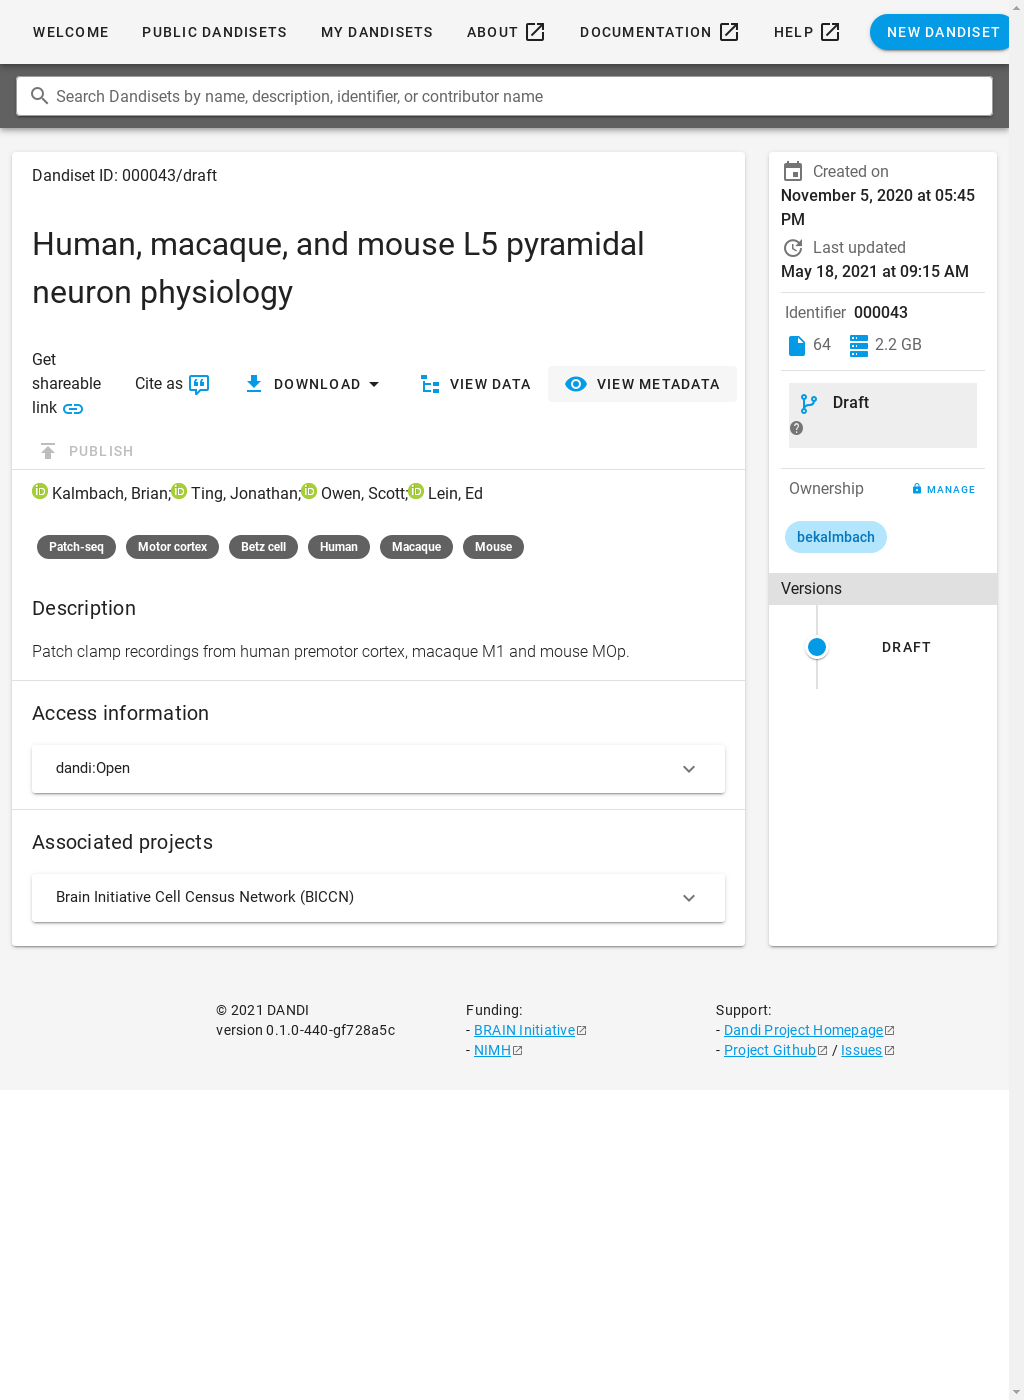 WELCOME PUBLIC DANDISETS MY DANDISETS ABOUT DOCUMENTATION HELP NEW DANDISET
Search Dandisets by name, description, identifier, or contributor name
Dandiset ID: 000043/draft
Human, macaque, and mouse L5 pyramidal
neuron physiology
Get
shareable
link
Cite as
DOWNLOAD
VIEW DATA
VIEW METADATA
PUBLISH
iD Kalmbach, Brian; iD Ting, Jonathan; iD Owen, Scott; iD Lein, Ed
Patch-seq Motor cortex Betz cell Human Macaque Mouse
Description
Patch clamp recordings from human premotor cortex, macaque M1 and mouse MOp.
Access information
dandi:Open
Associated projects
Brain Initiative Cell Census Network (BICCN)
Created on
November 5, 2020 at 05:45
PM
Last updated
May 18, 2021 at 09:15 AM
Identifier 000043
64 2.2 GB
Draft
?
Ownership MANAGE
bekalmbach
Versions
DRAFT
© 2021 DANDI
version 0.1.0-440-gf728a5c
Funding:
- BRAIN Initiative
- NIMH
Support:
- Dandi Project Homepage
- Project Github / Issues